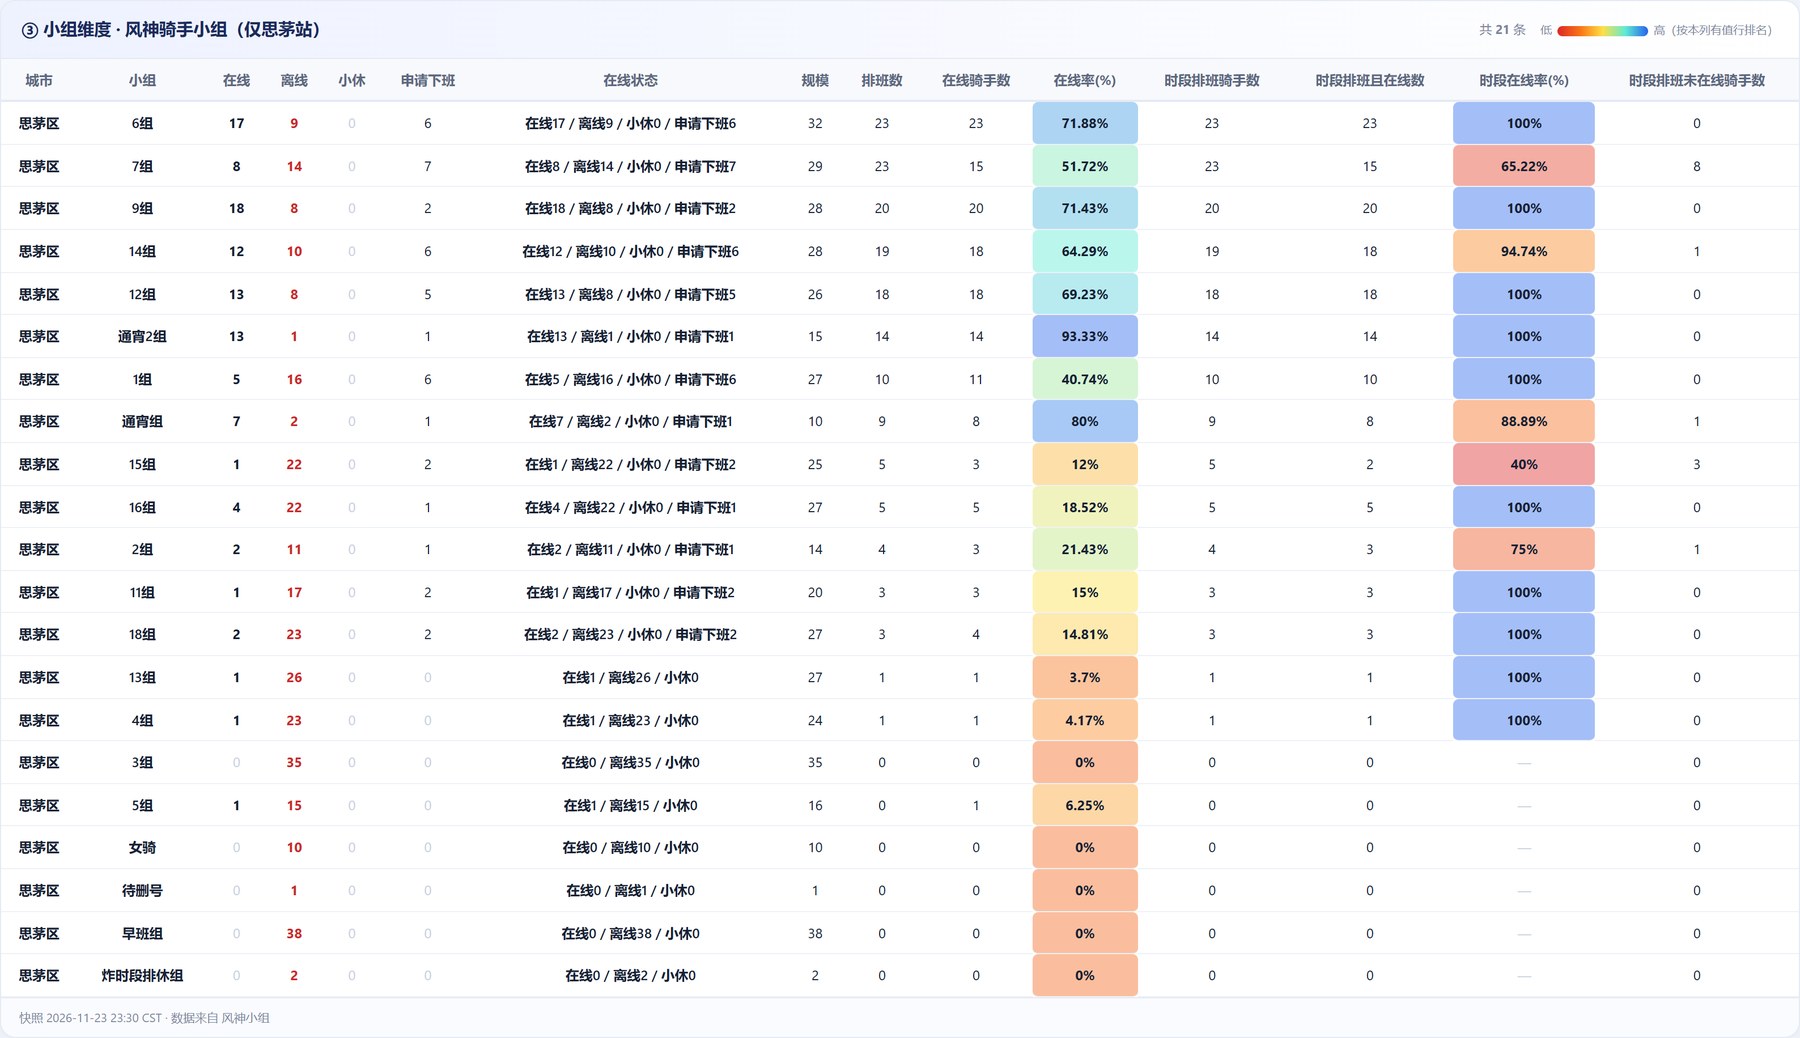 ③ 小组维度 · 风神骑手小组（仅思茅站）
共 21 条 低 高 (按本列有值行排名)
城市 小组 在线 离线 小休 申请下班 在线状态 规模 排班数 在线骑手数 在线率(%) 时段排班骑手数 时段排班且在线数 时段在线率(%) 时段排班未在线骑手数
思茅区 6组 17 9 0 6 在线17 / 离线9 / 小休0 / 申请下班6 32 23 23 71.88% 23 23 100% 0
思茅区 7组 8 14 0 7 在线8 / 离线14 / 小休0 / 申请下班7 29 23 15 51.72% 23 15 65.22% 8
思茅区 9组 18 8 0 2 在线18 / 离线8 / 小休0 / 申请下班2 28 20 20 71.43% 20 20 100% 0
思茅区 14组 12 10 0 6 在线12 / 离线10 / 小休0 / 申请下班6 28 19 18 64.29% 19 18 94.74% 1
思茅区 12组 13 8 0 5 在线13 / 离线8 / 小休0 / 申请下班5 26 18 18 69.23% 18 18 100% 0
思茅区 通宵2组 13 1 0 1 在线13 / 离线1 / 小休0 / 申请下班1 15 14 14 93.33% 14 14 100% 0
思茅区 1组 5 16 0 6 在线5 / 离线16 / 小休0 / 申请下班6 27 10 11 40.74% 10 10 100% 0
思茅区 通宵组 7 2 0 1 在线7 / 离线2 / 小休0 / 申请下班1 10 9 8 80% 9 8 88.89% 1
思茅区 15组 1 22 0 2 在线1 / 离线22 / 小休0 / 申请下班2 25 5 3 12% 5 2 40% 3
思茅区 16组 4 22 0 1 在线4 / 离线22 / 小休0 / 申请下班1 27 5 5 18.52% 5 5 100% 0
思茅区 2组 2 11 0 1 在线2 / 离线11 / 小休0 / 申请下班1 14 4 3 21.43% 4 3 75% 1
思茅区 11组 1 17 0 2 在线1 / 离线17 / 小休0 / 申请下班2 20 3 3 15% 3 3 100% 0
思茅区 18组 2 23 0 2 在线2 / 离线23 / 小休0 / 申请下班2 27 3 4 14.81% 3 3 100% 0
思茅区 13组 1 26 0 0 在线1 / 离线26 / 小休0 27 1 1 3.7% 1 1 100% 0
思茅区 4组 1 23 0 0 在线1 / 离线23 / 小休0 24 1 1 4.17% 1 1 100% 0
思茅区 3组 0 35 0 0 在线0 / 离线35 / 小休0 35 0 0 0% 0 0 — 0
思茅区 5组 1 15 0 0 在线1 / 离线15 / 小休0 16 0 1 6.25% 0 0 — 0
思茅区 女骑 0 10 0 0 在线0 / 离线10 / 小休0 10 0 0 0% 0 0 — 0
思茅区 待删号 0 1 0 0 在线0 / 离线1 / 小休0 1 0 0 0% 0 0 — 0
思茅区 早班组 0 38 0 0 在线0 / 离线38 / 小休0 38 0 0 0% 0 0 — 0
思茅区 炸时段排休组 0 2 0 0 在线0 / 离线2 / 小休0 2 0 0 0% 0 0 — 0
快照 2026-11-23 23:30 CST · 数据来自 风神小组